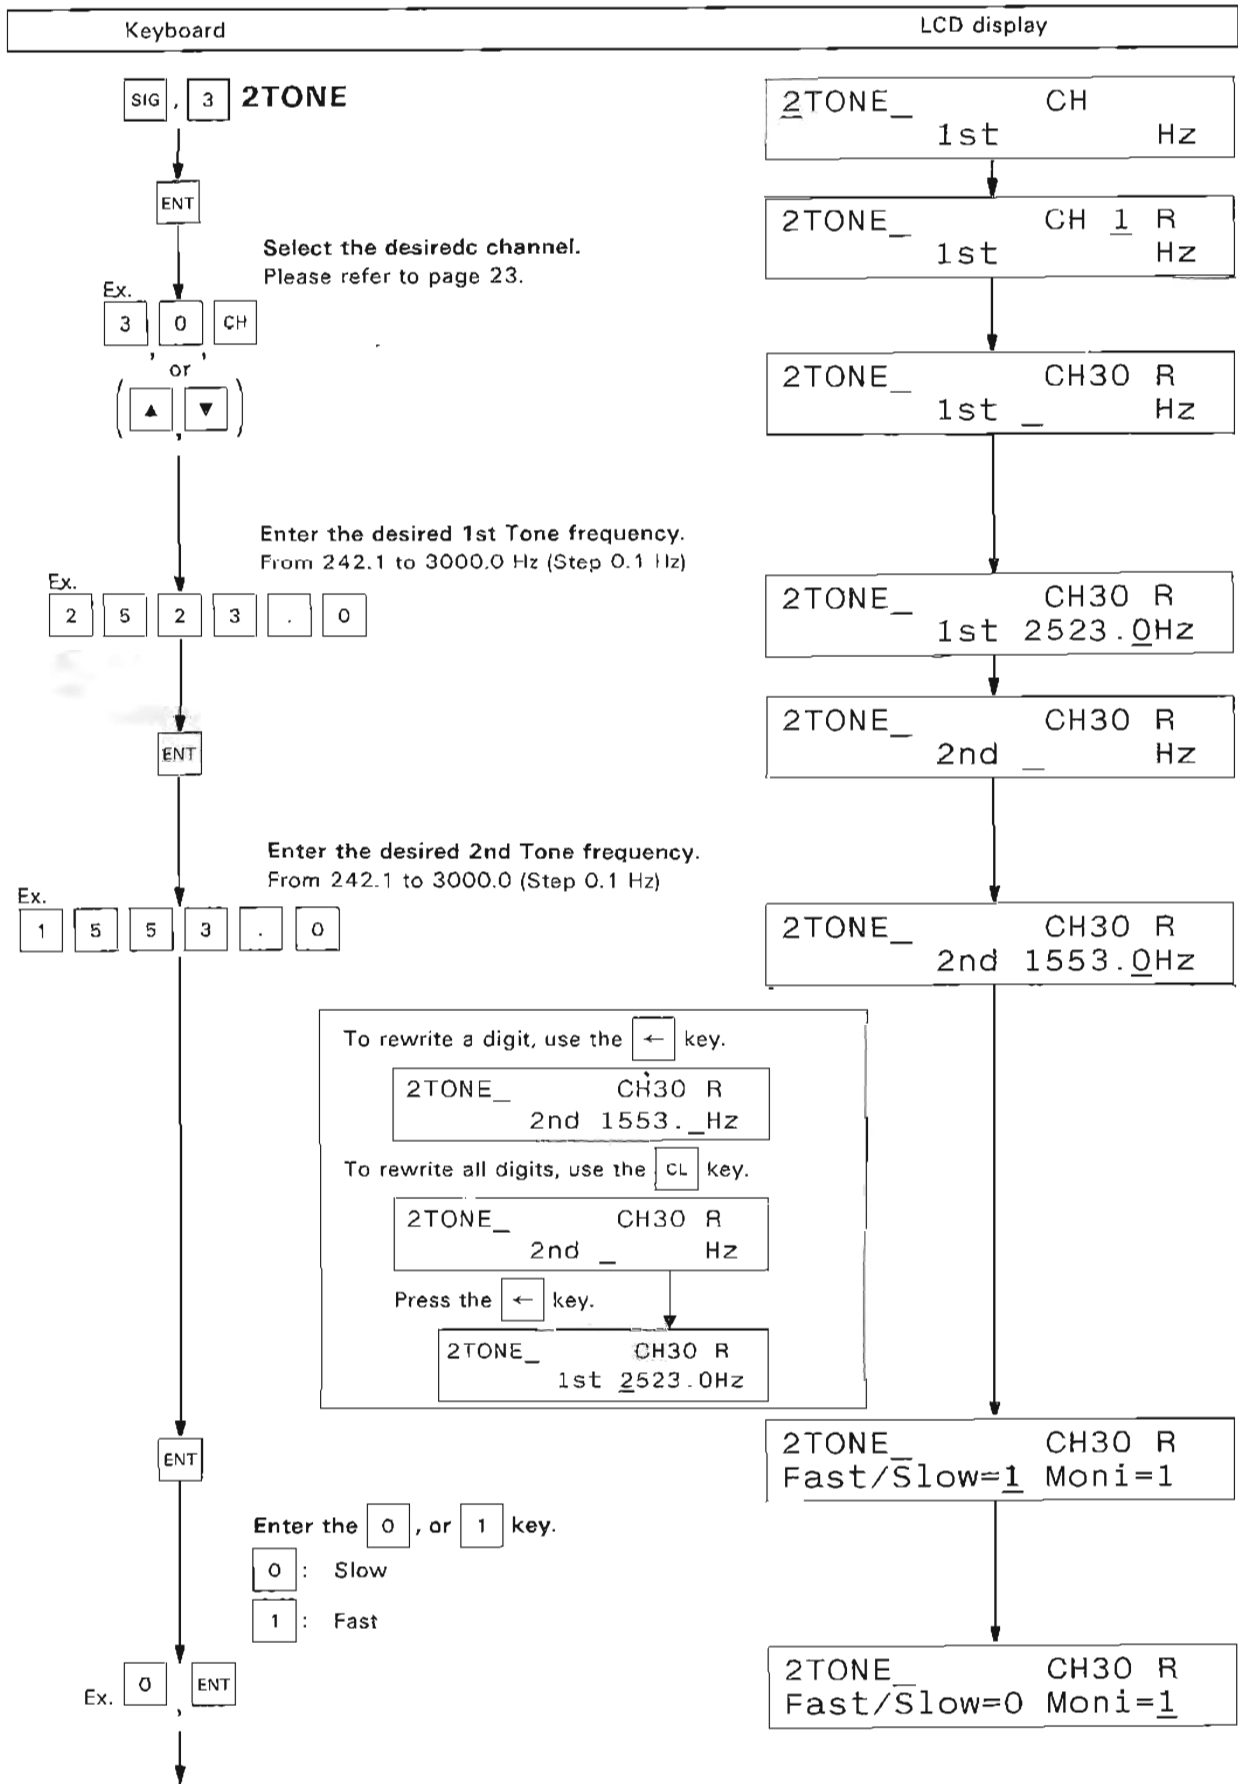 Keyboard LCD display
SIG , 3 2TONE
2TONE_ CH
1st Hz
ENT
2TONE_ CH 1 R
1st Hz
Select the desiredc channel.
Please refer to page 23.
Ex.
3 , 0 , CH
or
( ▲ , ▼ )
2TONE_ CH30 R
1st _ Hz
Enter the desired 1st Tone frequency.
From 242.1 to 3000.0 Hz (Step 0.1 Hz)
Ex.
2 5 2 3 . 0
2TONE_ CH30 R
1st 2523.0Hz
ENT
2TONE_ CH30 R
2nd _ Hz
Enter the desired 2nd Tone frequency.
From 242.1 to 3000.0 (Step 0.1 Hz)
Ex.
1 5 5 3 . 0
2TONE_ CH30 R
2nd 1553.0Hz
To rewrite a digit, use the ← key.
2TONE_ CH30 R
2nd 1553._Hz
To rewrite all digits, use the CL key.
2TONE_ CH30 R
2nd _ Hz
Press the ← key.
2TONE_ CH30 R
1st 2523.0Hz
ENT
2TONE_ CH30 R
Fast/Slow=1 Moni=1
Enter the 0 , or 1 key.
0 : Slow
1 : Fast
Ex. 0 , ENT
2TONE_ CH30 R
Fast/Slow=0 Moni=1